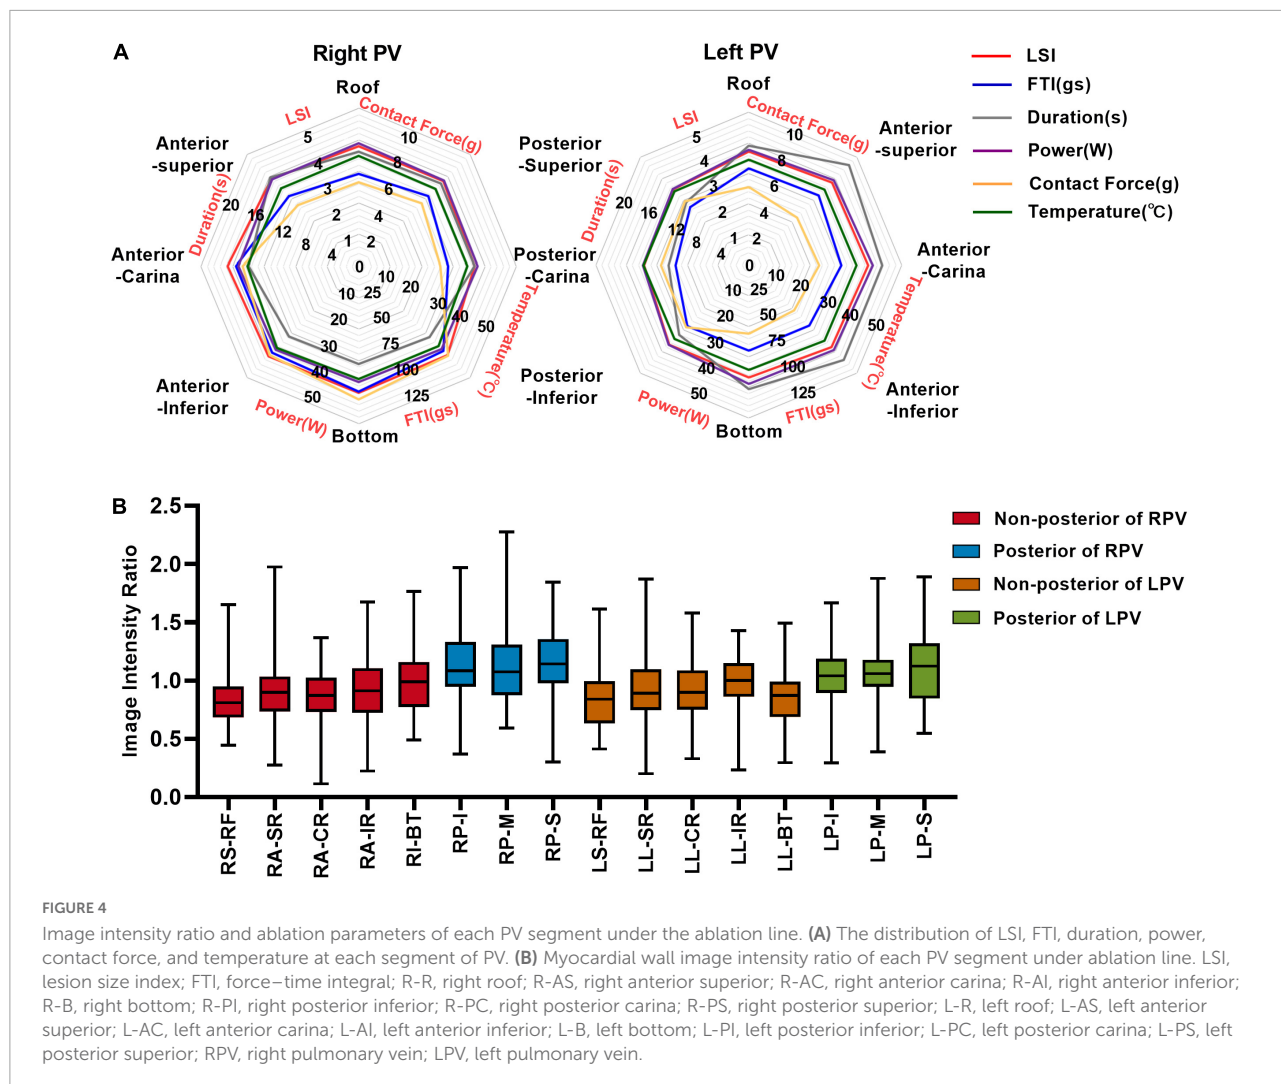 A
Right PV
Left PV
Roof
Roof
LSI
Contact Force(g)
LSI
Contact Force(g)
Anterior
-superior
Posterior
-Superior
Anterior
-superior
Duration(s)
Duration(s)
Anterior
-Carina
Posterior
-Carina
Anterior
-Carina
Temperature(℃)
Temperature(℃)
Anterior
-Inferior
Posterior
-Inferior
Anterior
-Inferior
Power(W)
FTI(gs)
Power(W)
FTI(gs)
Bottom
Bottom
5
4
3
2
1
0
10
8
6
4
2
20
16
12
8
4
10
20
30
40
50
10
20
30
40
50
25
50
75
100
125
5
4
3
2
1
0
10
8
6
4
2
20
16
12
8
4
10
20
30
40
50
10
20
30
40
50
25
50
75
100
125
LSI
FTI(gs)
Duration(s)
Power(W)
Contact Force(g)
Temperature(℃)
B
Image Intensity Ratio
2.5
2.0
1.5
1.0
0.5
0.0
RS-RF
RA-SR
RA-CR
RA-IR
RI-BT
RP-I
RP-M
RP-S
LS-RF
LL-SR
LL-CR
LL-IR
LL-BT
LP-I
LP-M
LP-S
Non-posterior of RPV
Posterior of RPV
Non-posterior of LPV
Posterior of LPV
FIGURE 4
Image intensity ratio and ablation parameters of each PV segment under the ablation line. (A) The distribution of LSI, FTI, duration, power,
contact force, and temperature at each segment of PV. (B) Myocardial wall image intensity ratio of each PV segment under ablation line. LSI,
lesion size index; FTI, force–time integral; R-R, right roof; R-AS, right anterior superior; R-AC, right anterior carina; R-AI, right anterior inferior;
R-B, right bottom; R-PI, right posterior inferior; R-PC, right posterior carina; R-PS, right posterior superior; L-R, left roof; L-AS, left anterior
superior; L-AC, left anterior carina; L-AI, left anterior inferior; L-B, left bottom; L-PI, left posterior inferior; L-PC, left posterior carina; L-PS, left
posterior superior; RPV, right pulmonary vein; LPV, left pulmonary vein.